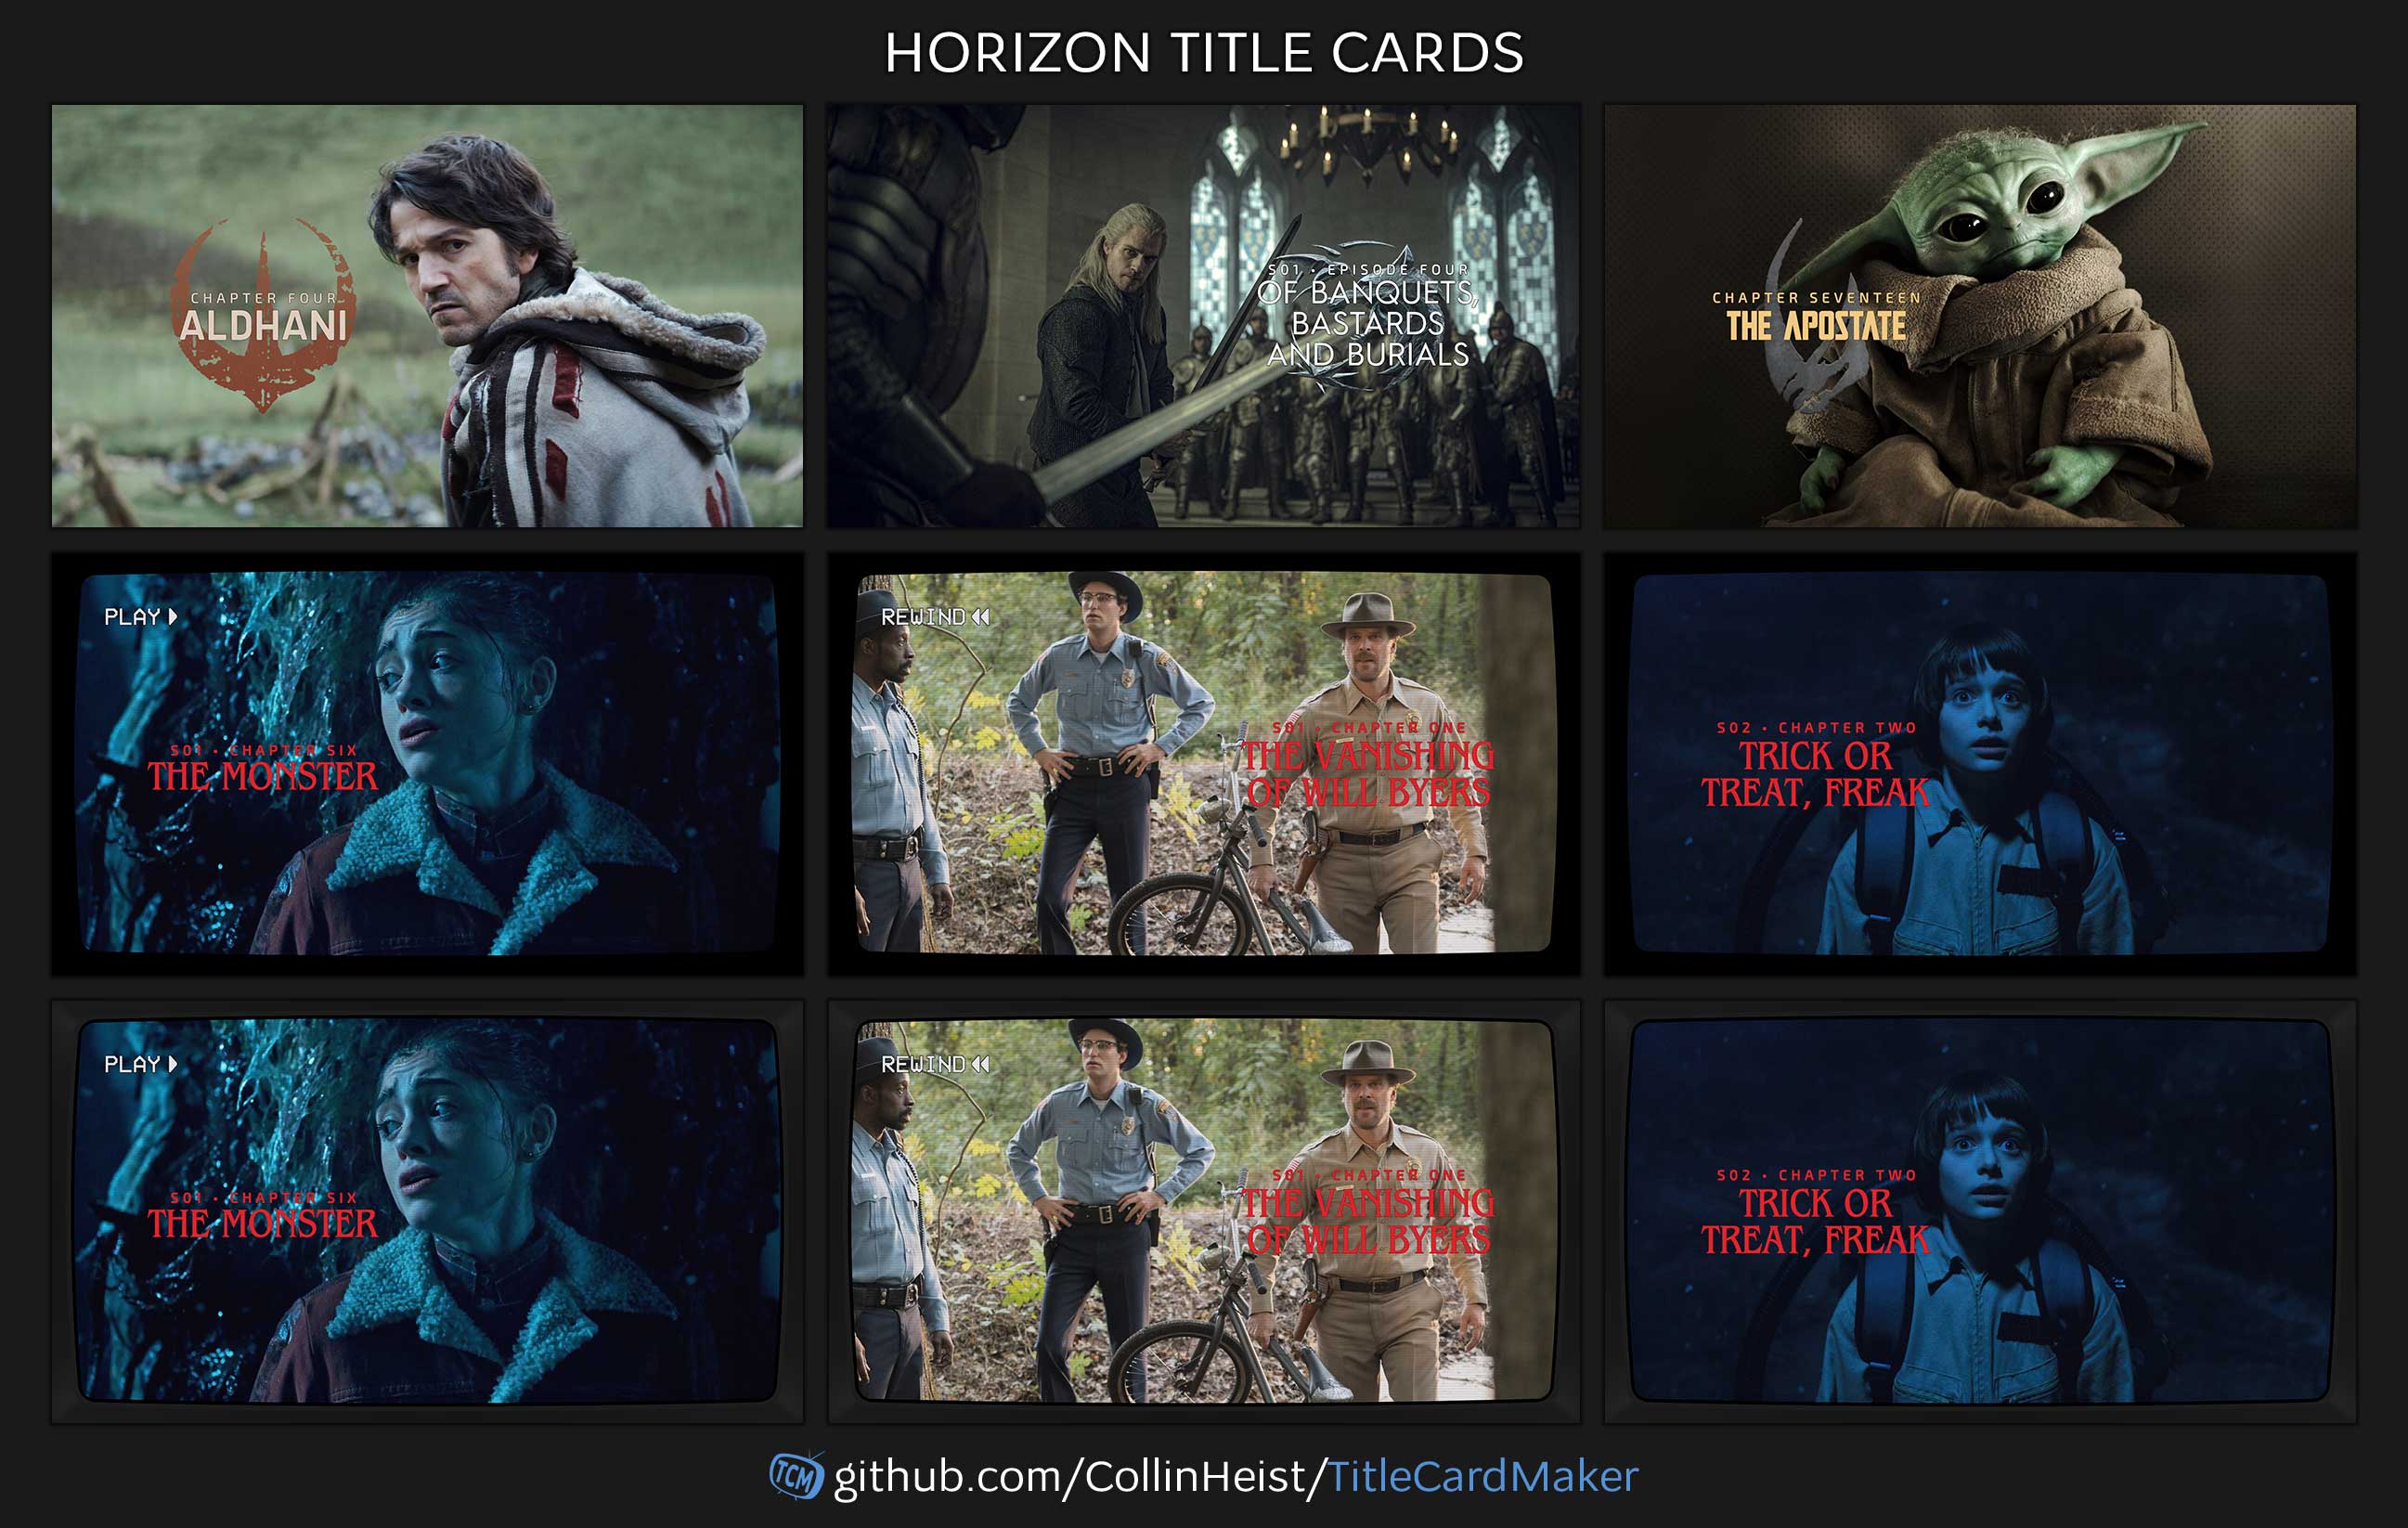 HORIZON TITLE CARDS
CHAPTER FOUR
ALDHANI
S01 • EPISODE FOUR
OF BANQUETS,
BASTARDS
AND BURIALS
CHAPTER SEVENTEEN
THE APOSTATE
PLAY
S01 • CHAPTER SIX
THE MONSTER
REWIND
S01 • CHAPTER ONE
THE VANISHING
OF WILL BYERS
S02 • CHAPTER TWO
TRICK OR
TREAT, FREAK
PLAY
S01 • CHAPTER SIX
THE MONSTER
REWIND
S01 • CHAPTER ONE
THE VANISHING
OF WILL BYERS
S02 • CHAPTER TWO
TRICK OR
TREAT, FREAK
TCM github.com/CollinHeist/TitleCardMaker